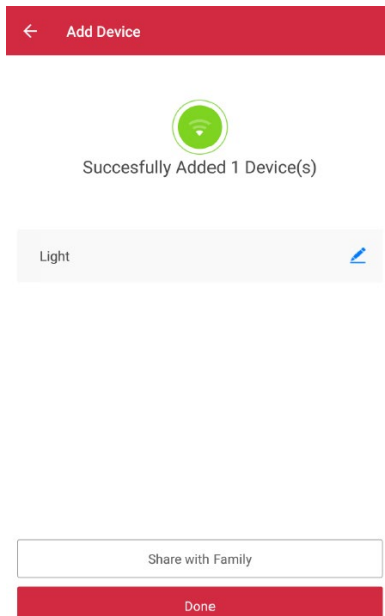 Add Device
Succesfully Added 1 Device(s)
Light
Share with Family
Done